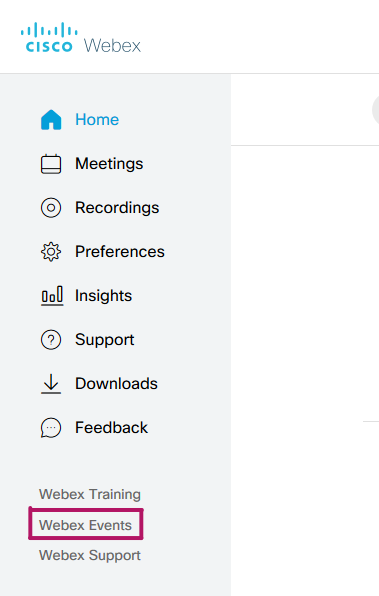 CISCO Webex
Home
Meetings
Recordings
Preferences
Insights
Support
Downloads
Feedback
Webex Training
Webex Events
Webex Support